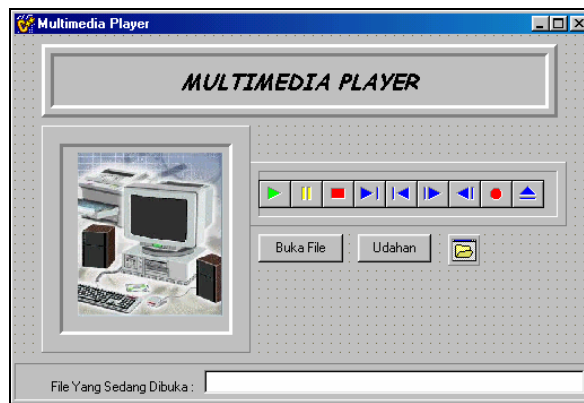 Multimedia Player
MULTIMEDIA PLAYER
Buka File
Udahan
File Yang Sedang Dibuka :